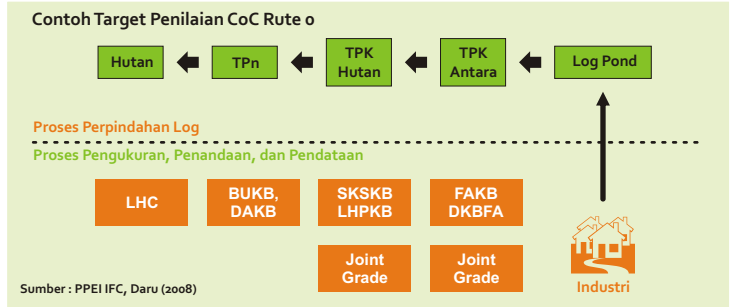 Contoh Target Penilaian CoC Rute 0
Hutan
TPn
TPK
Hutan
TPK
Antara
Log Pond
Proses Perpindahan Log
Proses Pengukuran, Penandaan, dan Pendataan
LHC
BUKB,
DAKB
SKSKB
LHPKB
FAKB
DKBFA
Joint
Grade
Joint
Grade
Industri
Sumber : PPEI IFC, Daru (2008)